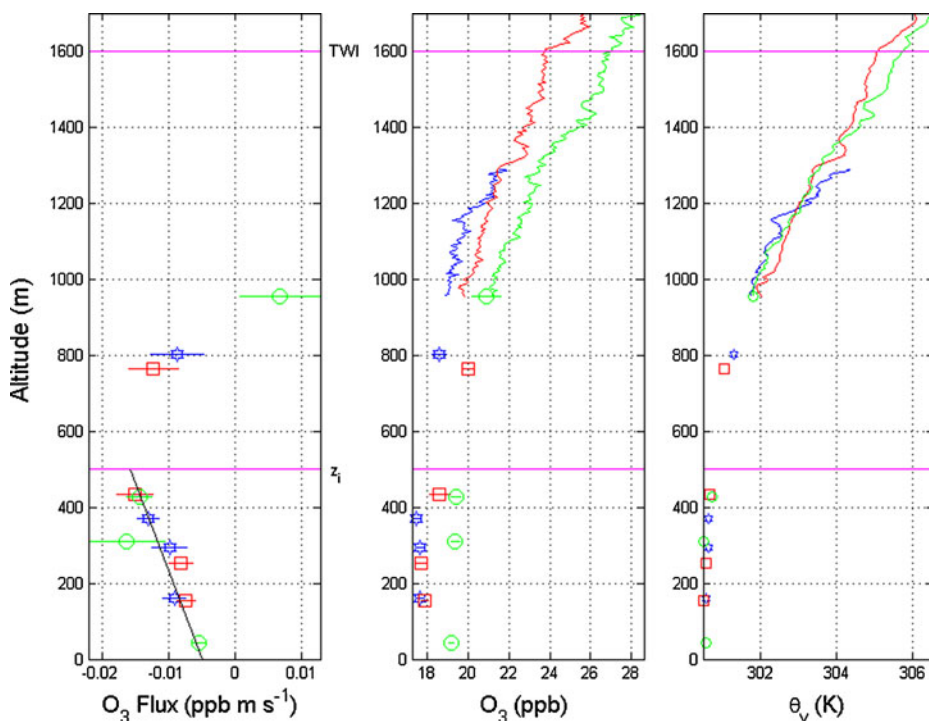 1600
1400
1200
1000
800
600
400
200
0
Altitude (m)
TWI
z_i
-0.02 -0.01 0 0.01
O₃ Flux (ppb m s⁻¹)
18 20 22 24 26 28
O₃ (ppb)
302 304 306
θ_v (K)